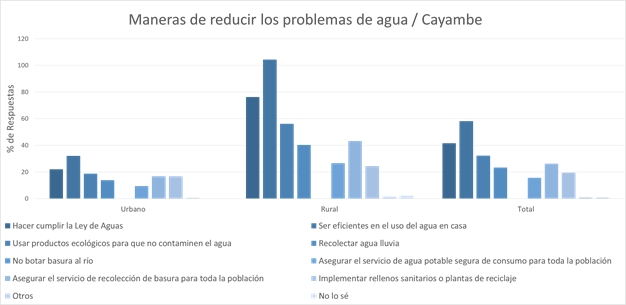 Maneras de reducir los problemas de agua / Cayambe
% de Respuestas
120
100
80
60
40
20
0
Urbano Rural Total
Hacer cumplir la Ley de Aguas Ser eficientes en el uso del agua en casa
Usar productos ecológicos para que no contaminen el agua Recolectar agua lluvia
No botar basura al río Asegurar el servicio de agua potable segura de consumo para toda la población
Asegurar el servicio de recolección de basura para toda la población Implementar rellenos sanitarios o plantas de reciclaje
Otros No lo sé